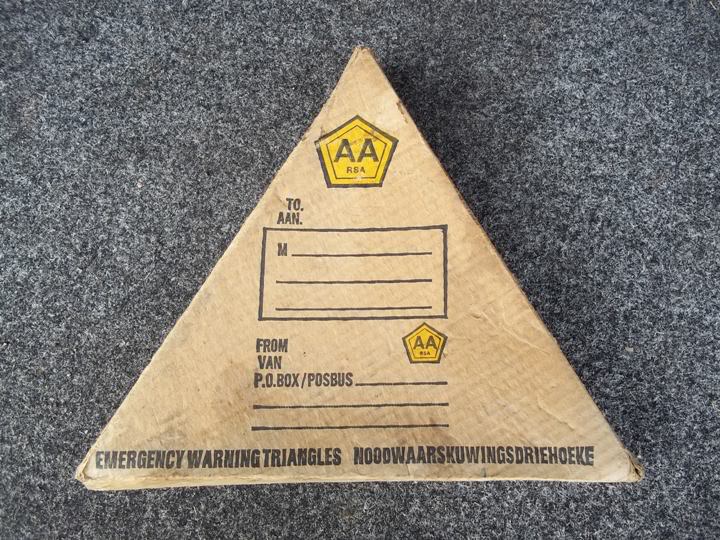 AA
RSA
TO.
AAN.
M
AA
RSA
FROM
VAN
P.O.BOX/POSBUS
EMERGENCY WARNING TRIANGLES NOODWAARSKUWINGSDRIEHOEKE